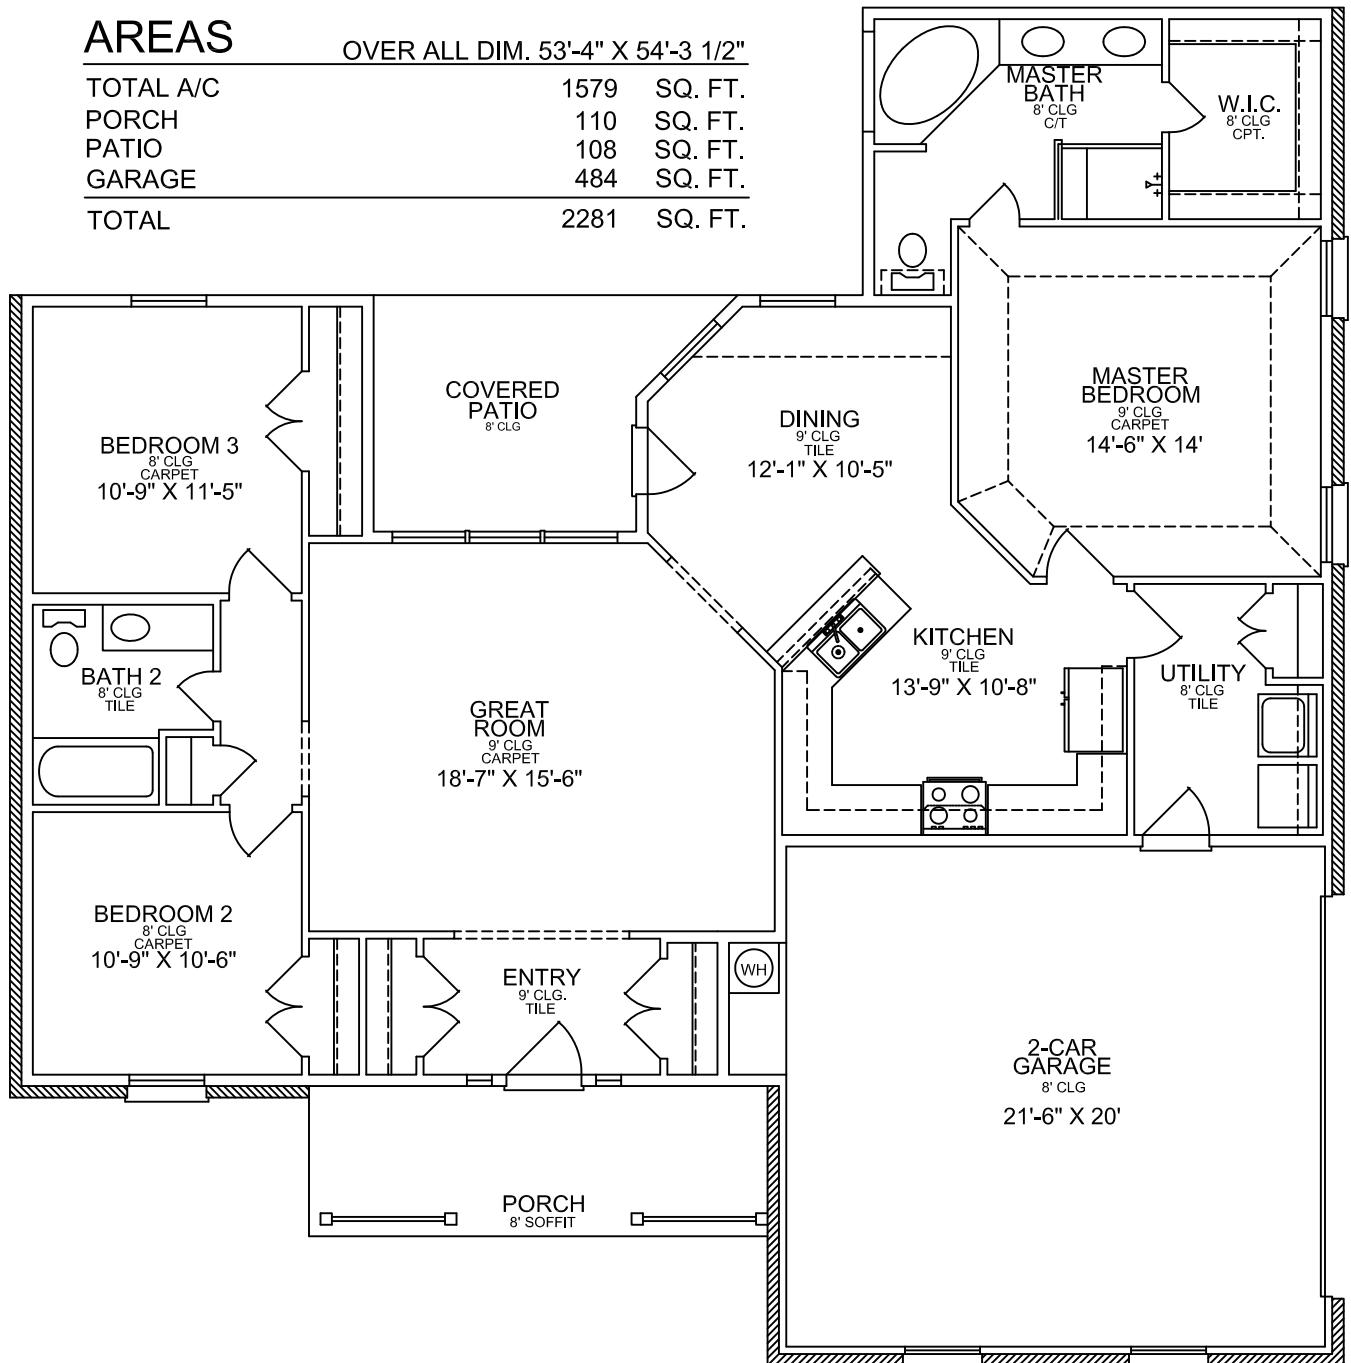 AREAS
OVER ALL DIM. 53'-4" X 54'-3 1/2"
TOTAL A/C 1579 SQ. FT.
PORCH 110 SQ. FT.
PATIO 108 SQ. FT.
GARAGE 484 SQ. FT.
TOTAL 2281 SQ. FT.
MASTER
BATH
8' CLG
C/T
W.I.C.
8' CLG
CPT.
MASTER
BEDROOM
9' CLG
CARPET
14'-6" X 14'
COVERED
PATIO
8' CLG
DINING
9' CLG
TILE
12'-1" X 10'-5"
BEDROOM 3
8' CLG
CARPET
10'-9" X 11'-5"
KITCHEN
9' CLG
TILE
13'-9" X 10'-8"
UTILITY
8' CLG
TILE
BATH 2
8' CLG
TILE
GREAT
ROOM
9' CLG
CARPET
18'-7" X 15'-6"
BEDROOM 2
8' CLG
CARPET
10'-9" X 10'-6"
ENTRY
9' CLG.
TILE
WH
2-CAR
GARAGE
8' CLG
21'-6" X 20'
PORCH
8' SOFFIT